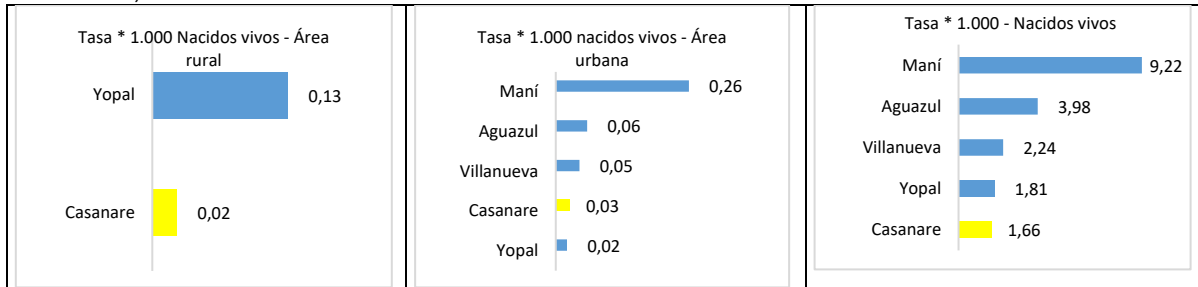 Tasa * 1.000 Nacidos vivos - Área
rural
Yopal
0,13
Casanare
0,02
Tasa * 1.000 nacidos vivos - Área
urbana
Maní
0,26
Aguazul
0,06
Villanueva
0,05
Casanare
0,03
Yopal
0,02
Tasa * 1.000 - Nacidos vivos
Maní
9,22
Aguazul
3,98
Villanueva
2,24
Yopal
1,81
Casanare
1,66